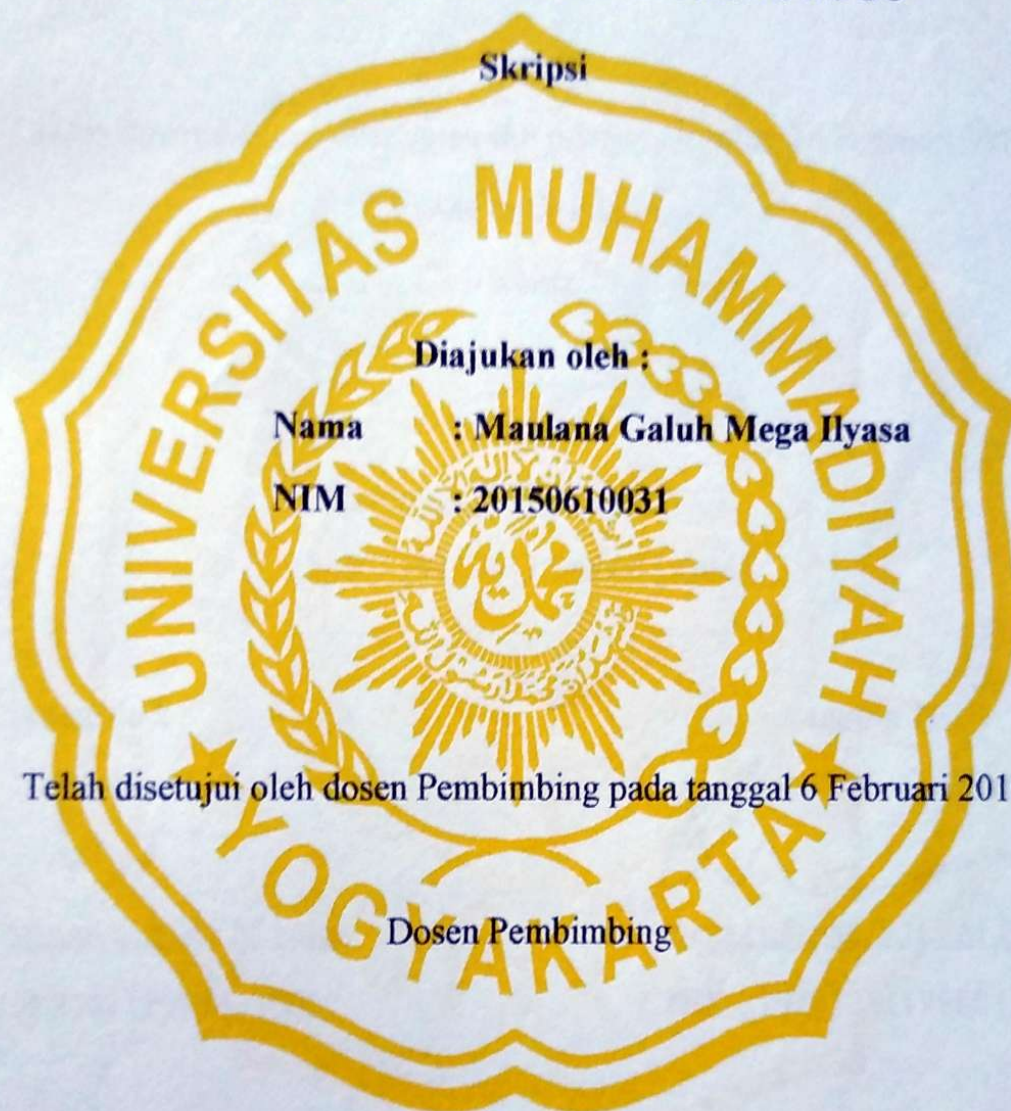 Skripsi
UNIVERSITAS MUHAMMADIYAH
Diajukan oleh :
Nama : Maulana Galuh Mega Ilyasa
NIM : 20150610031
Telah disetujui oleh dosen Pembimbing pada tanggal 6 Februari 201
YOGYAKARTA
Dosen Pembimbing